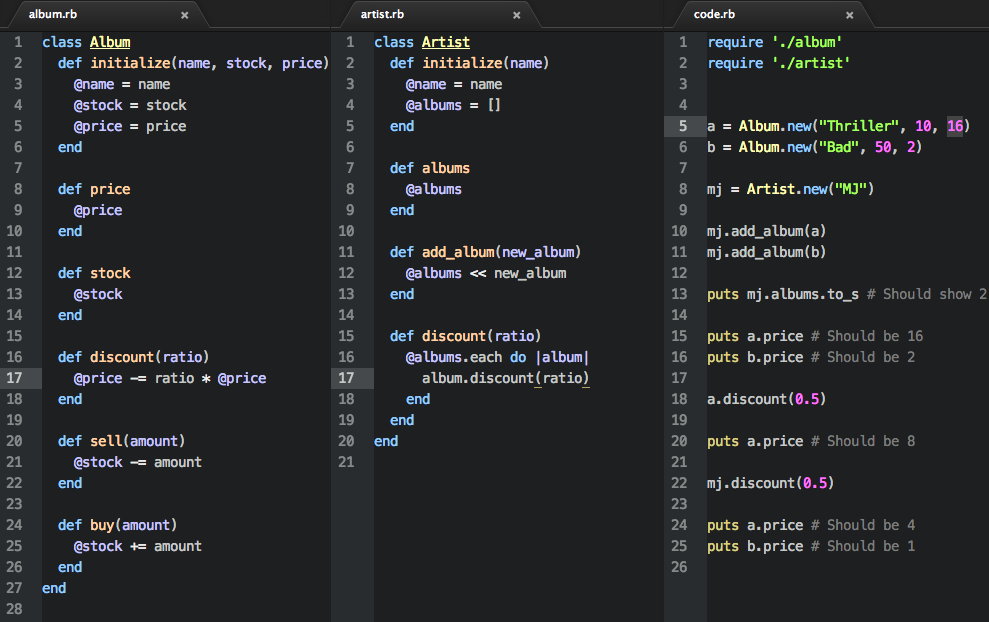 album.rb
1 class Album
2 def initialize(name, stock, price)
3 @name = name
4 @stock = stock
5 @price = price
6 end
7
8 def price
9 @price
10 end
11
12 def stock
13 @stock
14 end
15
16 def discount(ratio)
17 @price -= ratio * @price
18 end
19
20 def sell(amount)
21 @stock -= amount
22 end
23
24 def buy(amount)
25 @stock += amount
26 end
27 end
28
artist.rb
1 class Artist
2 def initialize(name)
3 @name = name
4 @albums = []
5 end
6
7 def albums
8 @albums
9 end
10
11 def add_album(new_album)
12 @albums << new_album
13 end
14
15 def discount(ratio)
16 @albums.each do |album|
17 album.discount(ratio)
18 end
19 end
20 end
21
code.rb
1 require './album'
2 require './artist'
3
4
5 a = Album.new("Thriller", 10, 16)
6 b = Album.new("Bad", 50, 2)
7
8 mj = Artist.new("MJ")
9
10 mj.add_album(a)
11 mj.add_album(b)
12
13 puts mj.albums.to_s # Should show 2
14
15 puts a.price # Should be 16
16 puts b.price # Should be 2
17
18 a.discount(0.5)
19
20 puts a.price # Should be 8
21
22 mj.discount(0.5)
23
24 puts a.price # Should be 4
25 puts b.price # Should be 1
26